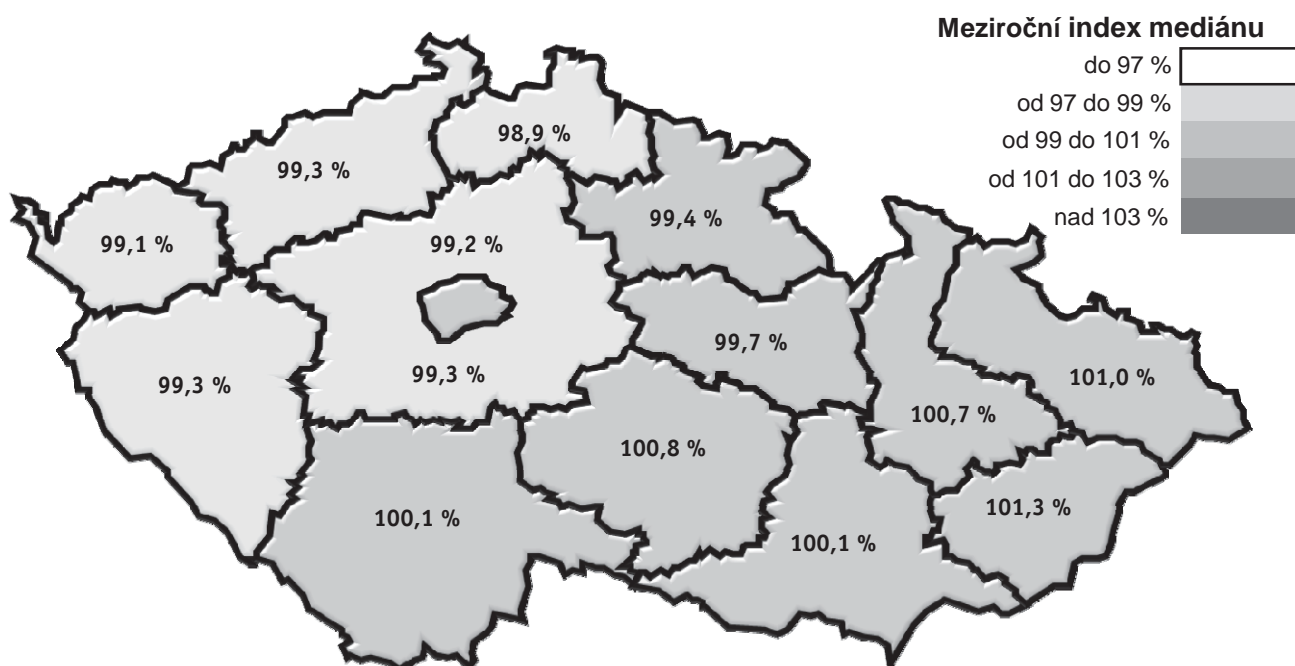 Meziroční index mediánu
do 97 %
od 97 do 99 %
od 99 do 101 %
od 101 do 103 %
nad 103 %
98,9 %
99,3 %
99,4 %
99,1 %
99,2 %
99,7 %
99,3 %
99,3 %
101,0 %
100,7 %
100,8 %
101,3 %
100,1 %
100,1 %